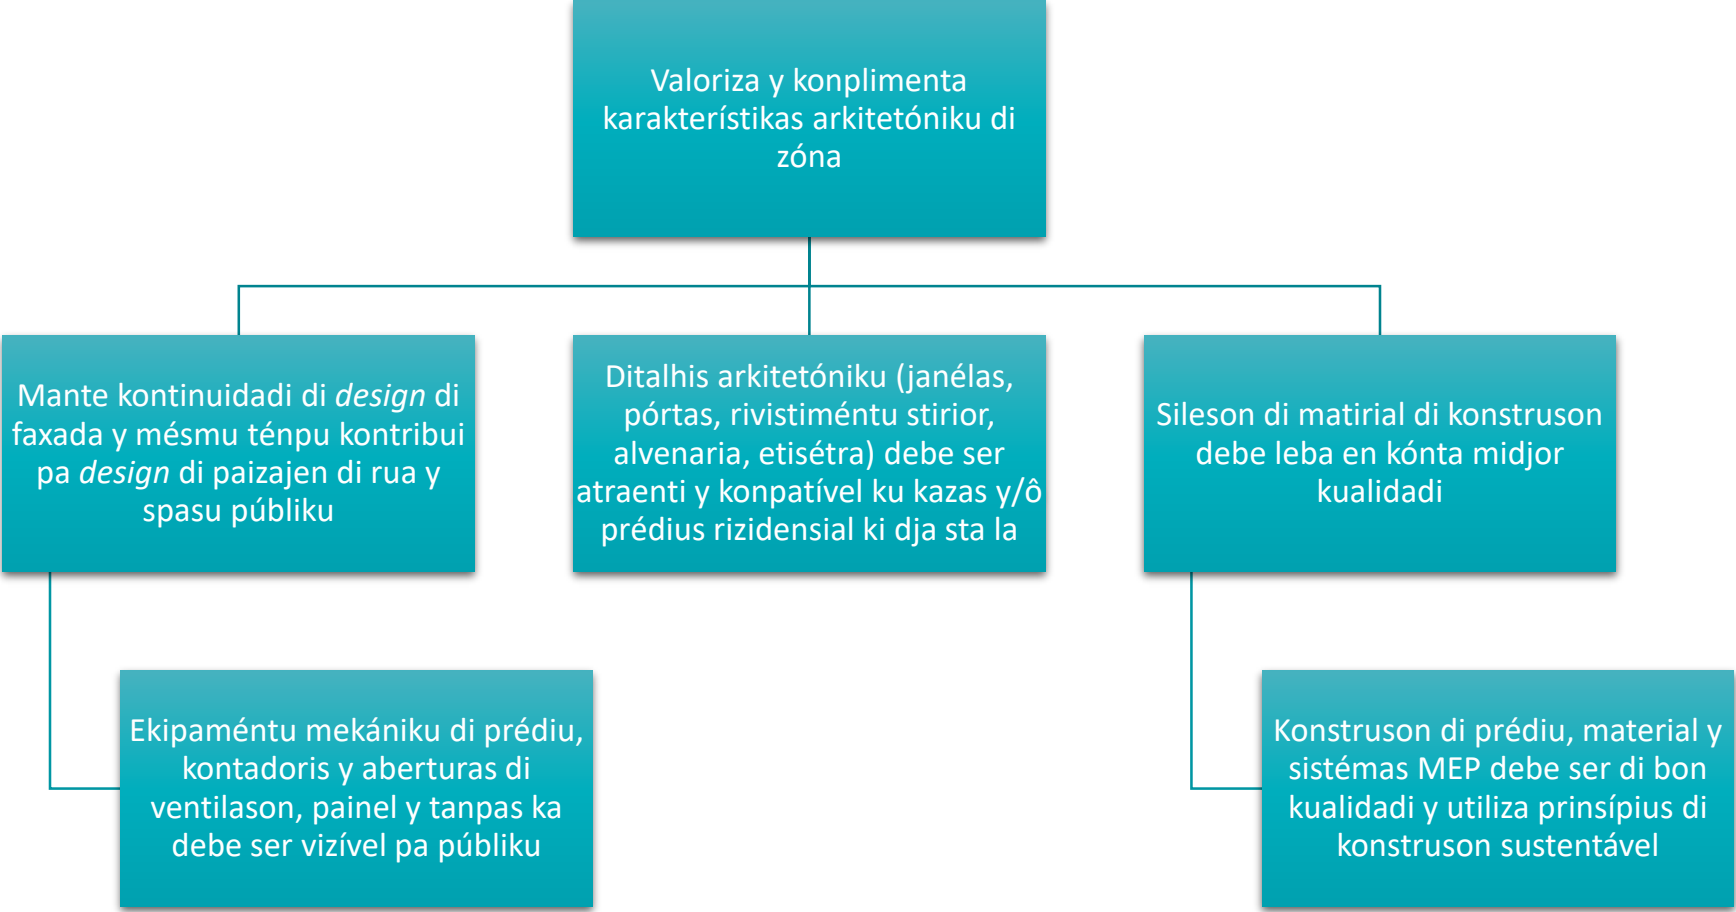 Valoriza y konplimenta
karakterístikas arkitetóniku di
zóna
Mante kontinuidadi di design di
faxada y mésmu ténpu kontribui
pa design di paizajen di rua y
spasu públiku
Ditalhis arkitetóniku (janélas,
pórtas, rivistiméntu stirior,
alvenaria, etisétra) debe ser
atraenti y konpatível ku kazas y/ô
prédius rizidensial ki dja sta la
Sileson di matirial di konstruson
debe leba en kónta midjor
kualidadi
Ekipaméntu mekániku di prédiu,
kontadoris y aberturas di
ventilason, painel y tanpas ka
debe ser vizível pa públiku
Konstruson di prédiu, material y
sistémas MEP debe ser di bon
kualidadi y utiliza prinsípius di
konstruson sustentável